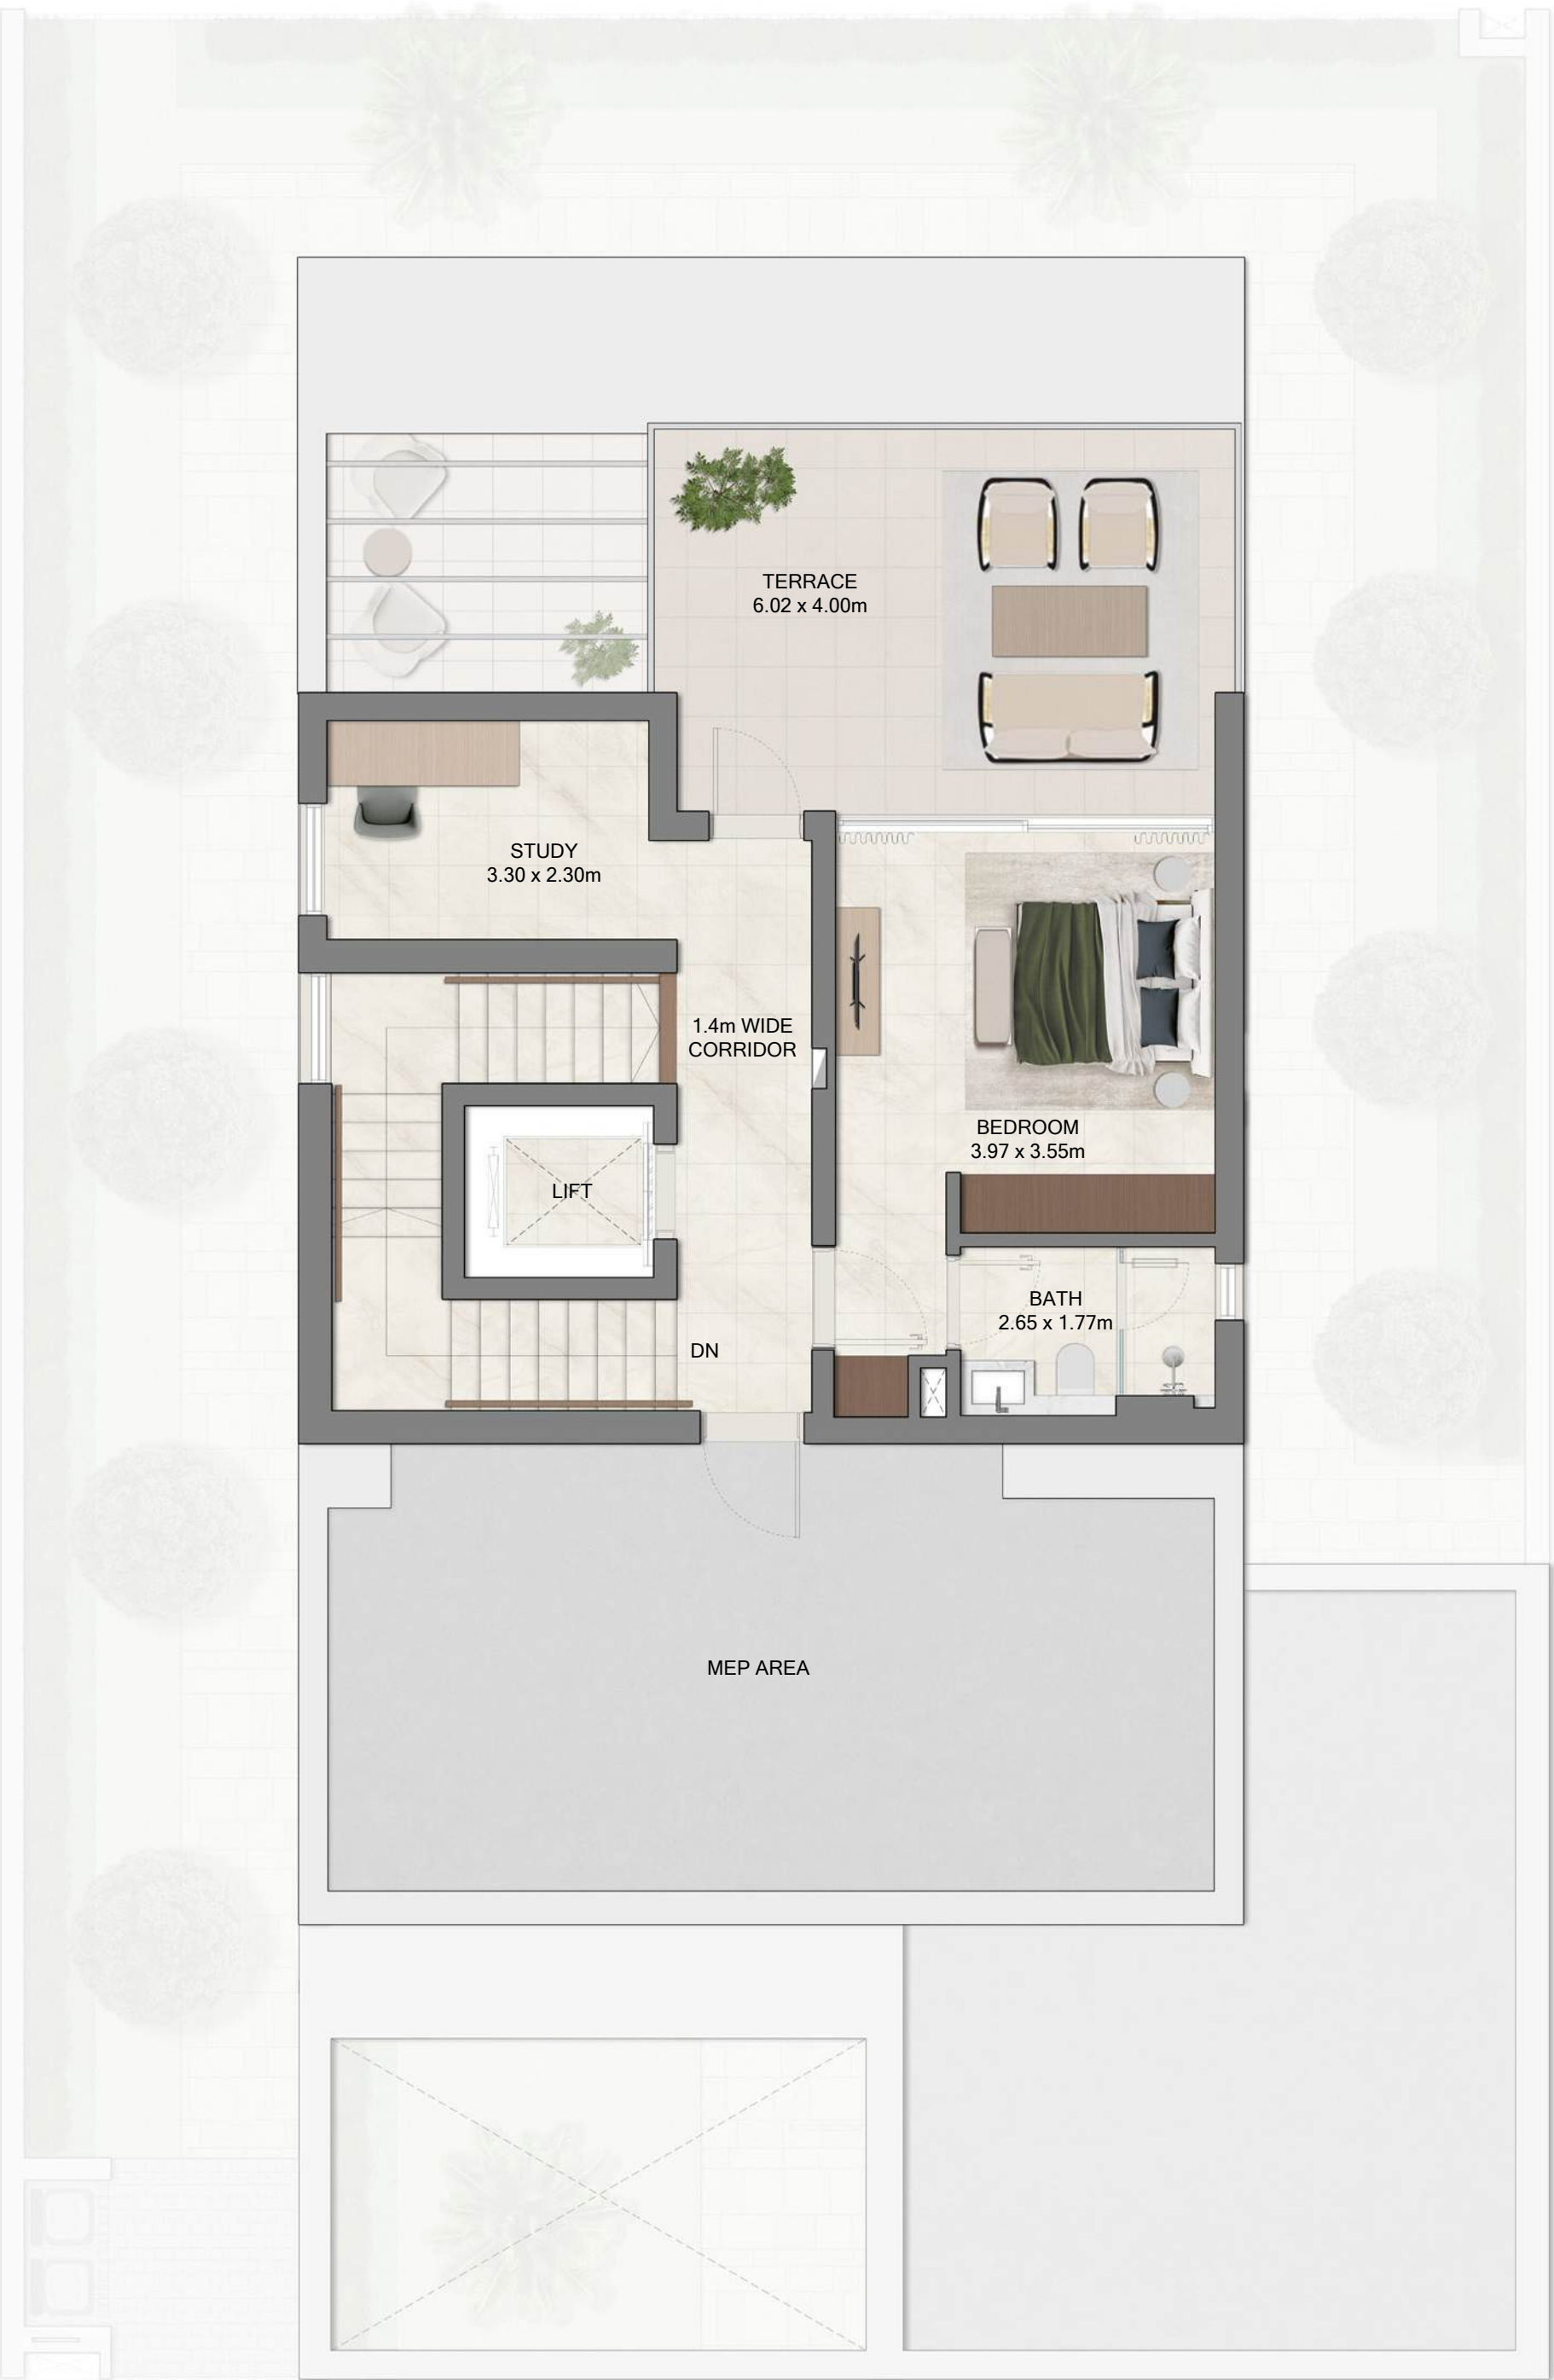 TERRACE
6.02 x 4.00m
STUDY
3.30 x 2.30m
1.4m WIDE
CORRIDOR
BEDROOM
3.97 x 3.55m
LIFT
BATH
2.65 x 1.77m
DN
MEP AREA